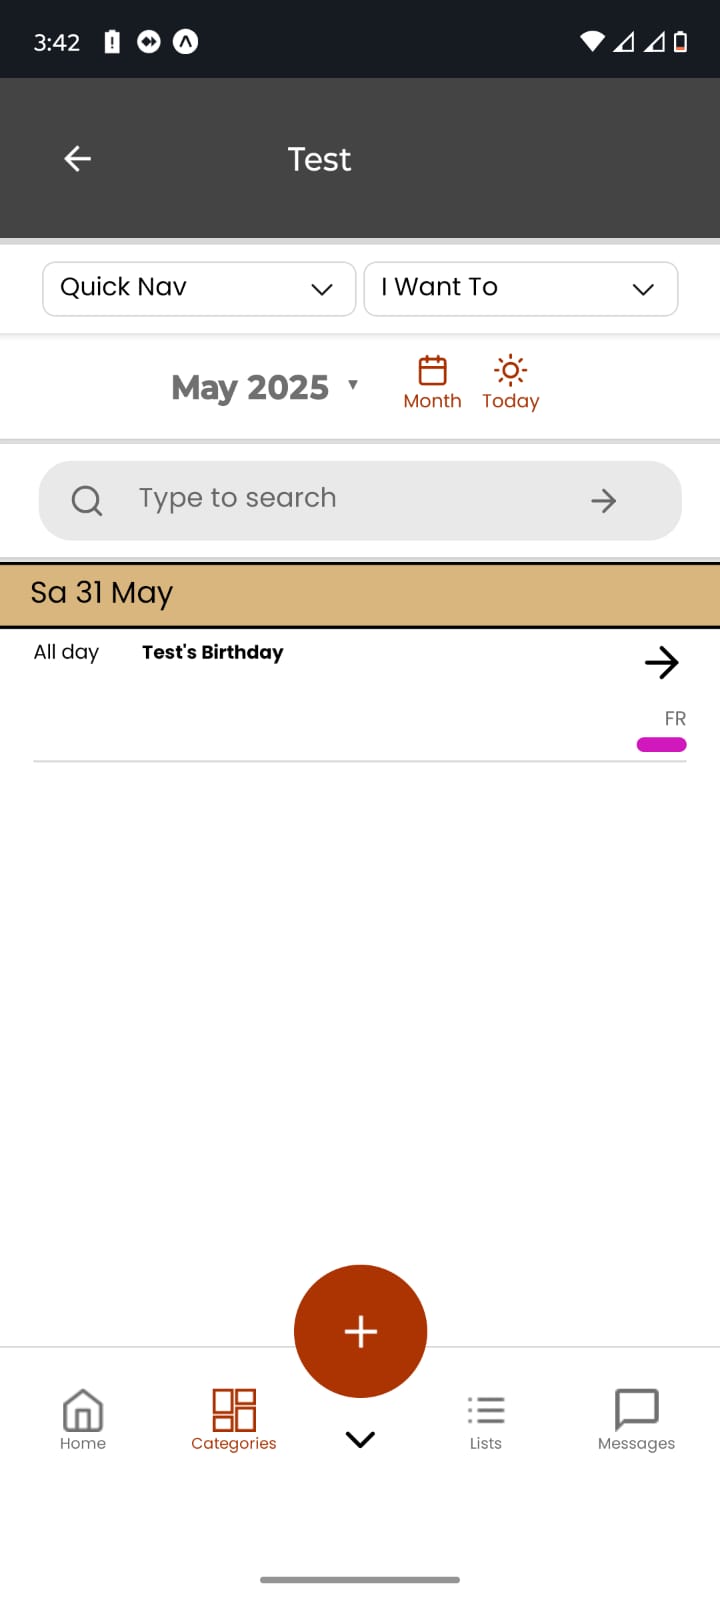 3:42
Test
Quick Nav
I Want To
May 2025
Month
Today
Type to search
Sa 31 May
All day
Test's Birthday
FR
Home
Categories
Lists
Messages